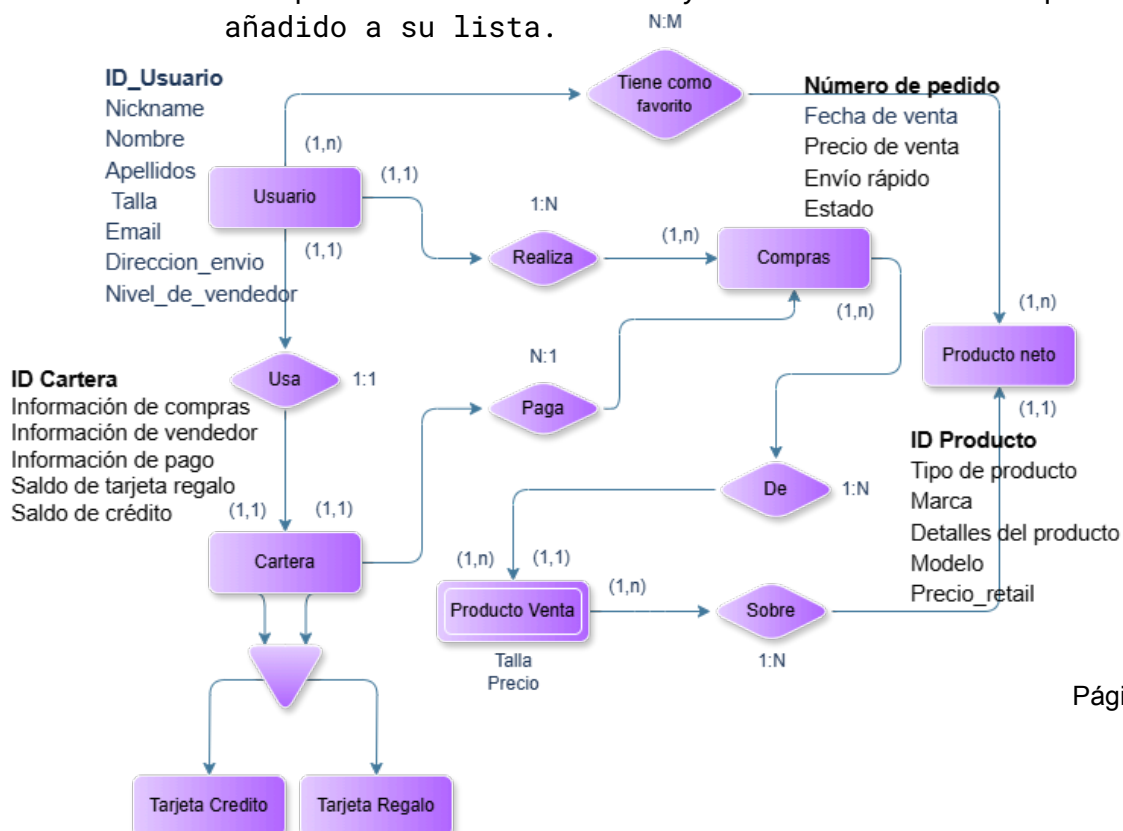 añadido a su lista.
N:M
ID_Usuario
Nickname
Nombre
Apellidos
Talla
Email
Direccion_envio
Nivel_de_vendedor
(1,n)
Usuario
(1,1)
(1,1)
Tiene como
favorito
Número de pedido
Fecha de venta
Precio de venta
Envío rápido
Estado
1:N
Realiza
(1,n)
Compras
(1,n)
(1,n)
Producto neto
(1,1)
ID Cartera
Información de compras
Información de vendedor
Información de pago
Saldo de tarjeta regalo
Saldo de crédito
Usa
1:1
N:1
Paga
ID Producto
Tipo de producto
Marca
Detalles del producto
Modelo
Precio_retail
De
1:N
(1,1)
(1,1)
Cartera
(1,n)
(1,1)
Producto Venta
(1,n)
Sobre
1:N
Talla
Precio
Tarjeta Credito
Tarjeta Regalo